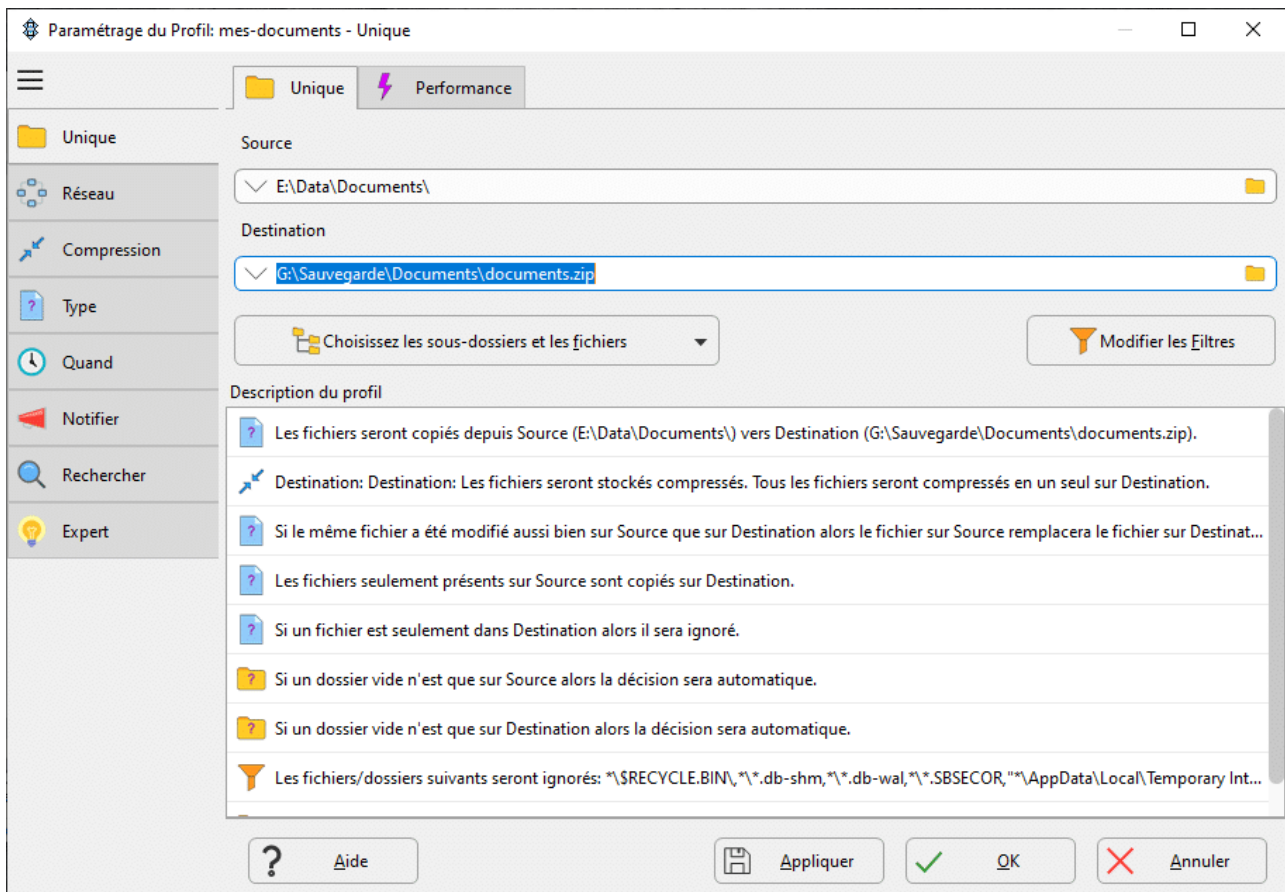 Paramétrage du Profil: mes-documents - Unique
Unique
Performance
Unique
Réseau
Compression
Type
Quand
Notifier
Rechercher
Expert
Source
E:\Data\Documents\
Destination
G:\Sauvegarde\Documents\documents.zip
Choisissez les sous-dossiers et les fichiers
Modifier les Filtres
Description du profil
Les fichiers seront copiés depuis Source (E:\Data\Documents\) vers Destination (G:\Sauvegarde\Documents\documents.zip).
Destination: Destination: Les fichiers seront stockés compressés. Tous les fichiers seront compressés en un seul sur Destination.
Si le même fichier a été modifié aussi bien sur Source que sur Destination alors le fichier sur Source remplacera le fichier sur Destinat...
Les fichiers seulement présents sur Source sont copiés sur Destination.
Si un fichier est seulement dans Destination alors il sera ignoré.
Si un dossier vide n'est que sur Source alors la décision sera automatique.
Si un dossier vide n'est que sur Destination alors la décision sera automatique.
Les fichiers/dossiers suivants seront ignorés: *\$RECYCLE.BIN\,*\*.db-shm,*\*.db-wal,*\*.SBSECOR,"*\AppData\Local\Temporary Int...
Aide
Appliquer
OK
Annuler